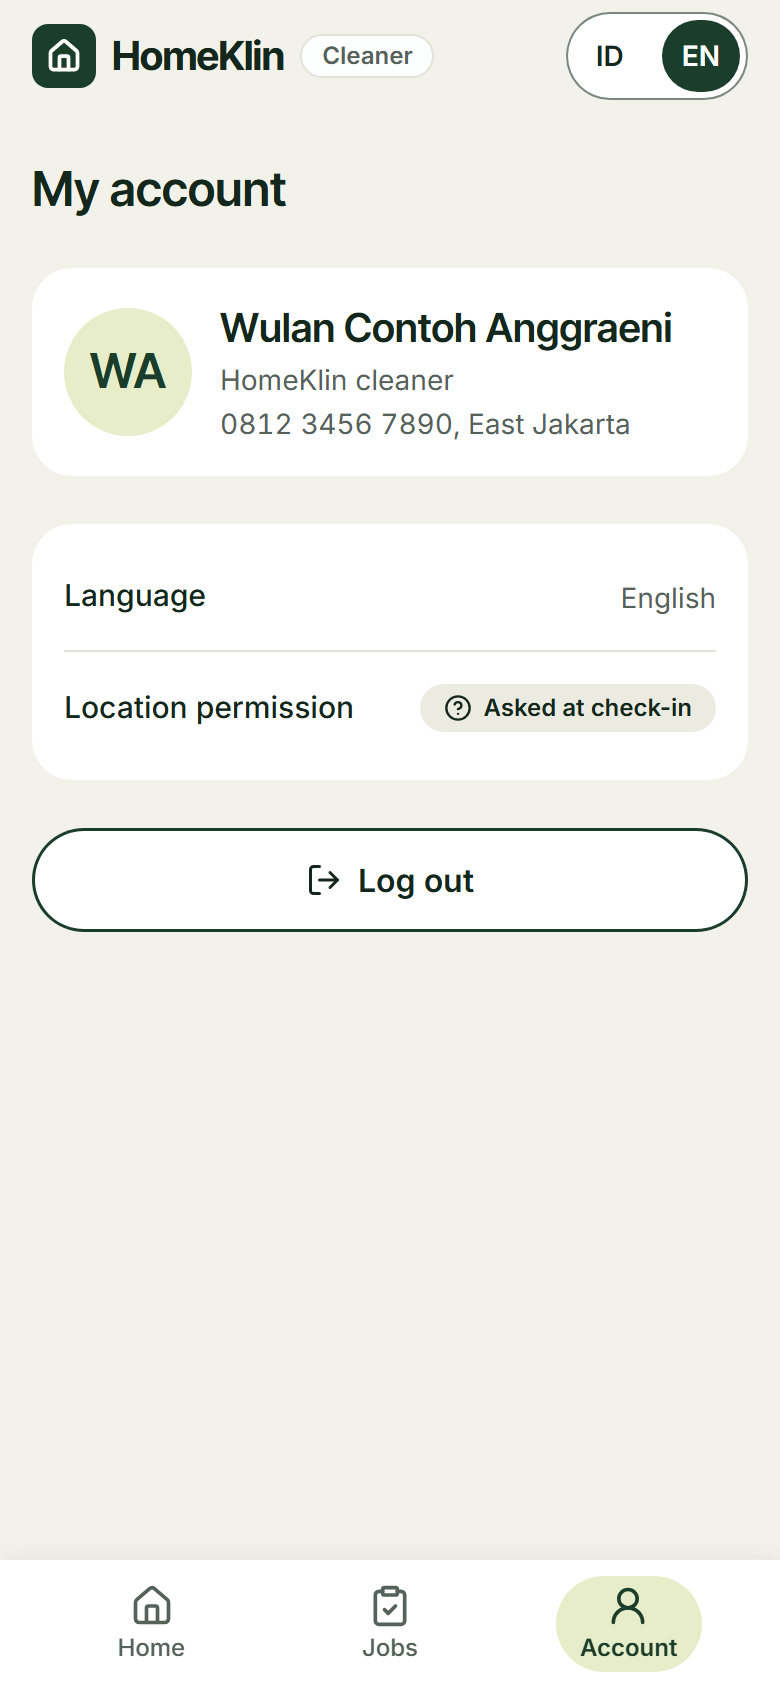 HomeKlin
Cleaner
ID
EN
My account
WA
Wulan Contoh Anggraeni
HomeKlin cleaner
0812 3456 7890, East Jakarta
Language
English
Location permission
Asked at check-in
Log out
Home
Jobs
Account